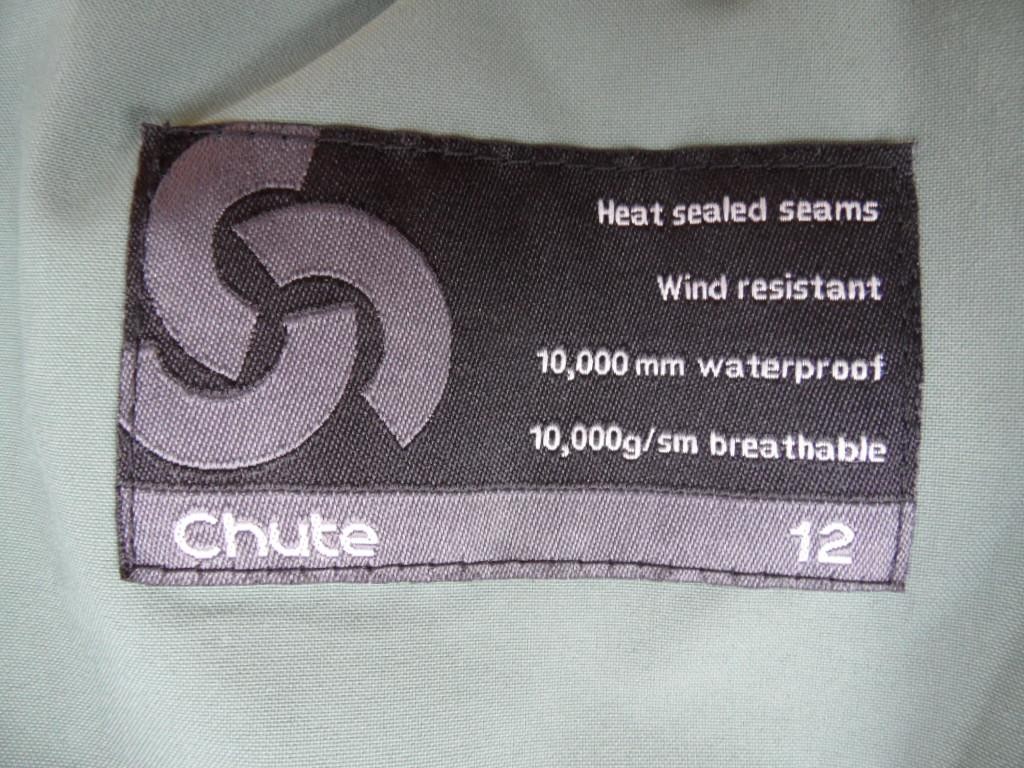 Heat sealed seams
Wind resistant
10,000 mm waterproof
10,000g/sm breathable
Chute 12